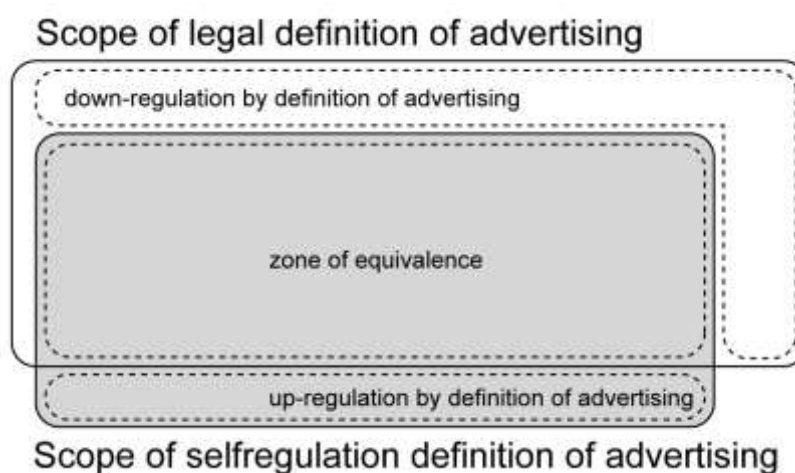 Scope of legal definition of advertising
down-regulation by definition of advertising
zone of equivalence
up-regulation by definition of advertising
Scope of selfregulation definition of advertising